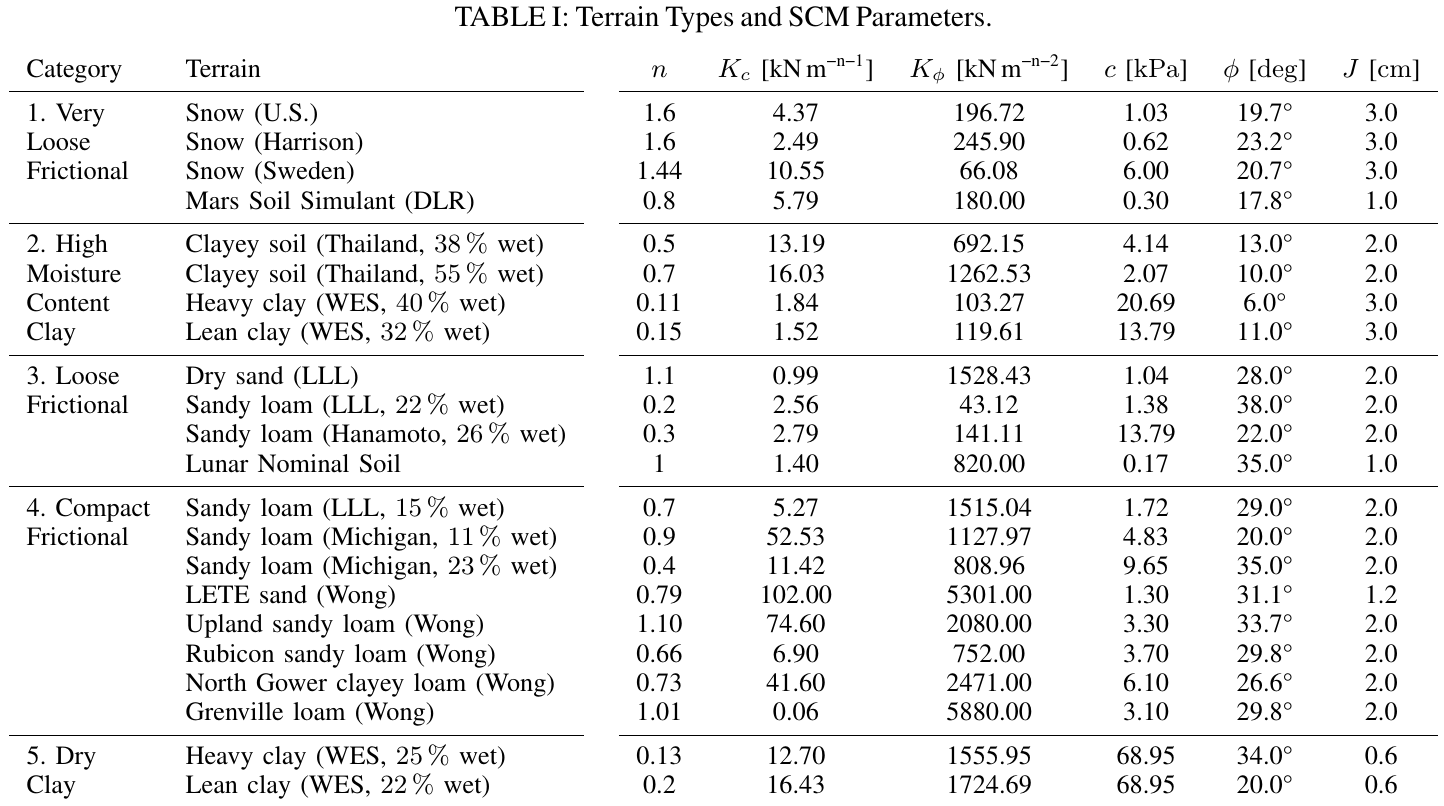 TABLE I: Terrain Types and SCM Parameters.
Category Terrain n K_c [kN m^–n–1] K_ϕ [kN m^–n–2] c [kPa] ϕ [deg] J [cm]
1. Very Snow (U.S.) 1.6 4.37 196.72 1.03 19.7° 3.0
Loose Snow (Harrison) 1.6 2.49 245.90 0.62 23.2° 3.0
Frictional Snow (Sweden) 1.44 10.55 66.08 6.00 20.7° 3.0
Mars Soil Simulant (DLR) 0.8 5.79 180.00 0.30 17.8° 1.0
2. High Clayey soil (Thailand, 38 % wet) 0.5 13.19 692.15 4.14 13.0° 2.0
Moisture Clayey soil (Thailand, 55 % wet) 0.7 16.03 1262.53 2.07 10.0° 2.0
Content Heavy clay (WES, 40 % wet) 0.11 1.84 103.27 20.69 6.0° 3.0
Clay Lean clay (WES, 32 % wet) 0.15 1.52 119.61 13.79 11.0° 3.0
3. Loose Dry sand (LLL) 1.1 0.99 1528.43 1.04 28.0° 2.0
Frictional Sandy loam (LLL, 22 % wet) 0.2 2.56 43.12 1.38 38.0° 2.0
Sandy loam (Hanamoto, 26 % wet) 0.3 2.79 141.11 13.79 22.0° 2.0
Lunar Nominal Soil 1 1.40 820.00 0.17 35.0° 1.0
4. Compact Sandy loam (LLL, 15 % wet) 0.7 5.27 1515.04 1.72 29.0° 2.0
Frictional Sandy loam (Michigan, 11 % wet) 0.9 52.53 1127.97 4.83 20.0° 2.0
Sandy loam (Michigan, 23 % wet) 0.4 11.42 808.96 9.65 35.0° 2.0
LETE sand (Wong) 0.79 102.00 5301.00 1.30 31.1° 1.2
Upland sandy loam (Wong) 1.10 74.60 2080.00 3.30 33.7° 2.0
Rubicon sandy loam (Wong) 0.66 6.90 752.00 3.70 29.8° 2.0
North Gower clayey loam (Wong) 0.73 41.60 2471.00 6.10 26.6° 2.0
Grenville loam (Wong) 1.01 0.06 5880.00 3.10 29.8° 2.0
5. Dry Heavy clay (WES, 25 % wet) 0.13 12.70 1555.95 68.95 34.0° 0.6
Clay Lean clay (WES, 22 % wet) 0.2 16.43 1724.69 68.95 20.0° 0.6